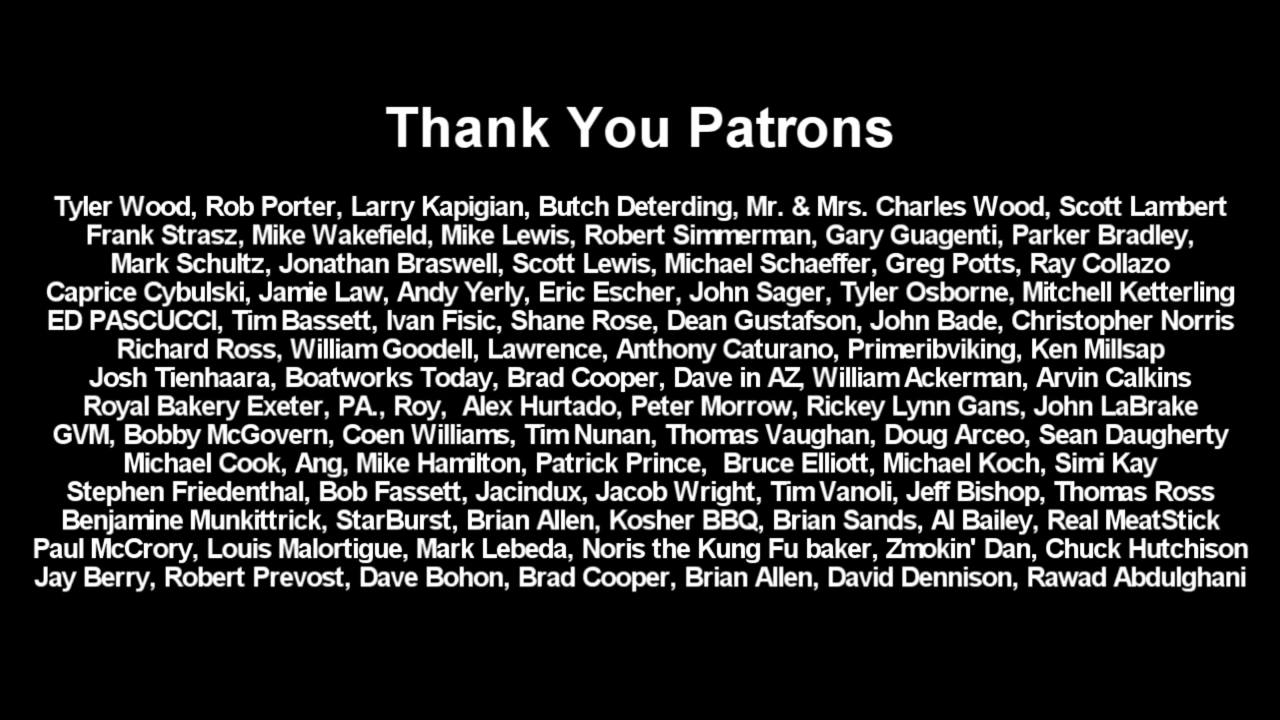 Thank You Patrons
Tyler Wood, Rob Porter, Larry Kapigian, Butch Deterding, Mr. & Mrs. Charles Wood, Scott Lambert
Frank Strasz, Mike Wakefield, Mike Lewis, Robert Simmerman, Gary Guagenti, Parker Bradley,
Mark Schultz, Jonathan Braswell, Scott Lewis, Michael Schaeffer, Greg Potts, Ray Collazo
Caprice Cybulski, Jamie Law, Andy Yerly, Eric Escher, John Sager, Tyler Osborne, Mitchell Ketterling
ED PASCUCCI, Tim Bassett, Ivan Fisic, Shane Rose, Dean Gustafson, John Bade, Christopher Norris
Richard Ross, William Goodell, Lawrence, Anthony Caturano, Primeribviking, Ken Millsap
Josh Tienhaara, Boatworks Today, Brad Cooper, Dave in AZ, William Ackerman, Arvin Calkins
Royal Bakery Exeter, PA., Roy,  Alex Hurtado, Peter Morrow, Rickey Lynn Gans, John LaBrake
GVM, Bobby McGovern, Coen Williams, Tim Nunan, Thomas Vaughan, Doug Arceo, Sean Daugherty
Michael Cook, Ang, Mike Hamilton, Patrick Prince,  Bruce Elliott, Michael Koch, Simi Kay
Stephen Friedenthal, Bob Fassett, Jacindux, Jacob Wright, Tim Vanoli, Jeff Bishop, Thomas Ross
Benjamine Munkittrick, StarBurst, Brian Allen, Kosher BBQ, Brian Sands, Al Bailey, Real MeatStick
Paul McCrory, Louis Malortigue, Mark Lebeda, Noris the Kung Fu baker, Zmokin' Dan, Chuck Hutchison
Jay Berry, Robert Prevost, Dave Bohon, Brad Cooper, Brian Allen, David Dennison, Rawad Abdulghani